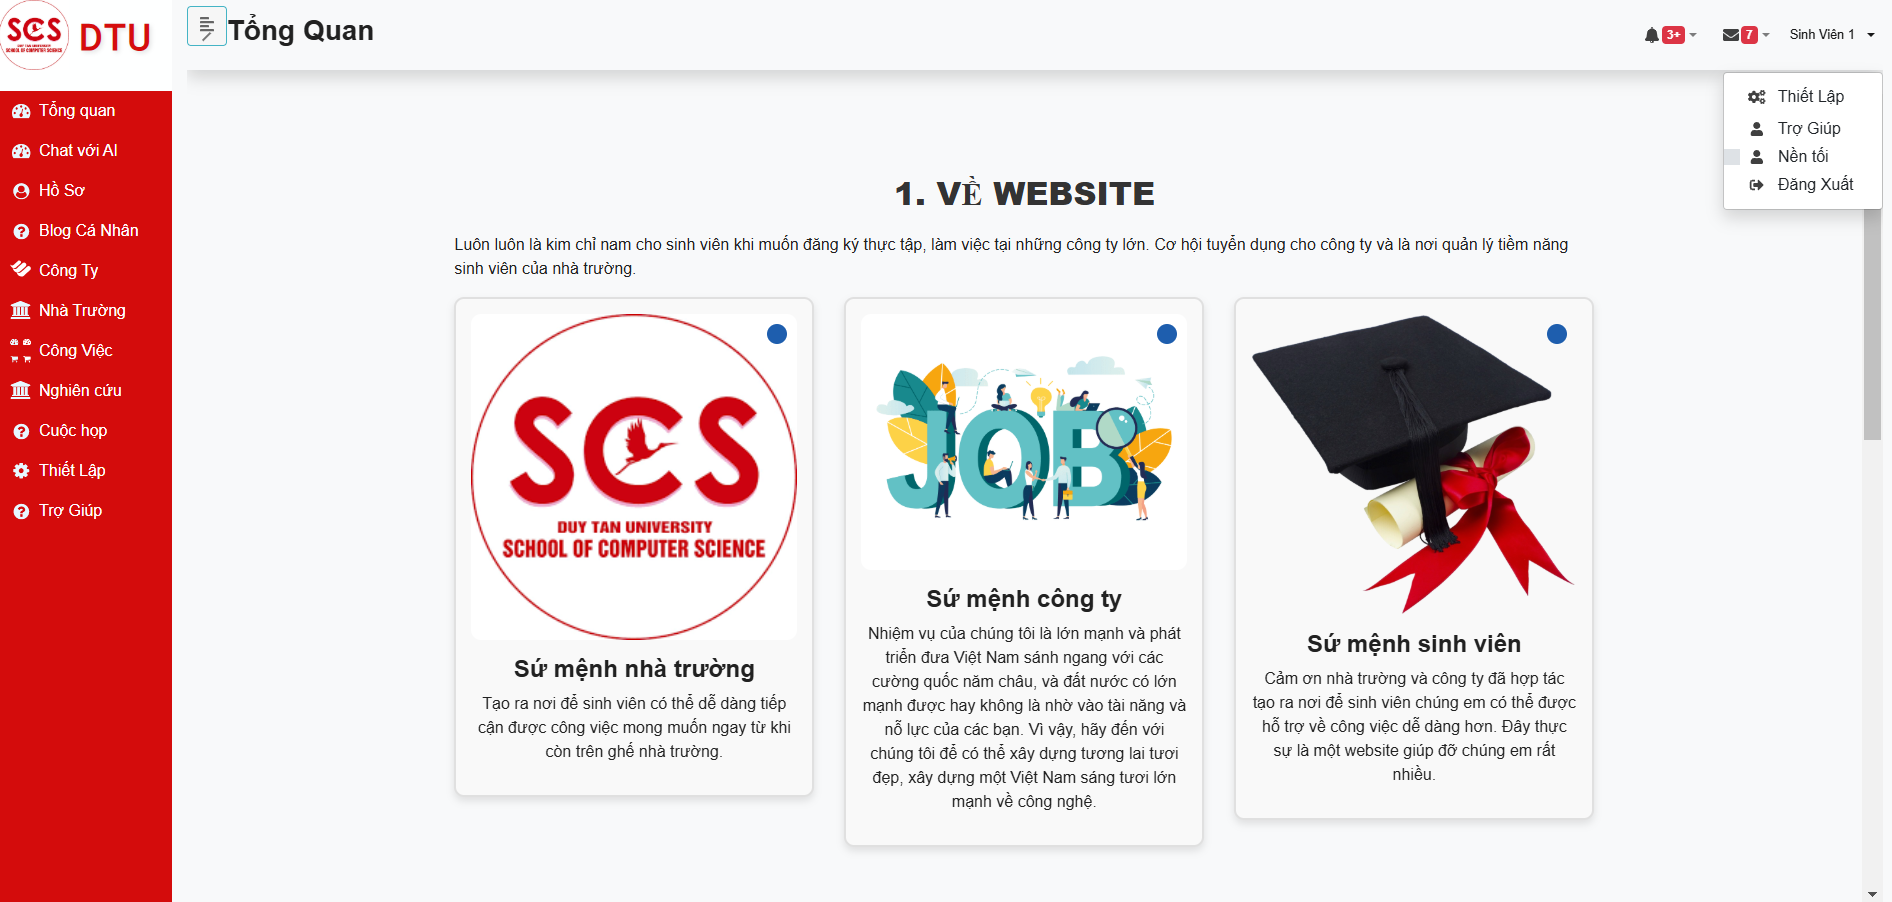 SCS
DUY TAN UNIVERSITY
SCHOOL OF COMPUTER SCIENCE
DTU
Tổng Quan
3+
7
Sinh Viên 1
Thiết Lập
Trợ Giúp
Nền tối
Đăng Xuất
Tổng quan
Chat với AI
Hồ Sơ
Blog Cá Nhân
Công Ty
Nhà Trường
Công Việc
Nghiên cứu
Cuộc họp
Thiết Lập
Trợ Giúp
1. VỀ WEBSITE
Luôn luôn là kim chỉ nam cho sinh viên khi muốn đăng ký thực tập, làm việc tại những công ty lớn. Cơ hội tuyển dụng cho công ty và là nơi quản lý tiềm năng
sinh viên của nhà trường.
SCS
DUY TAN UNIVERSITY
SCHOOL OF COMPUTER SCIENCE
Sứ mệnh nhà trường
Tạo ra nơi để sinh viên có thể dễ dàng tiếp
cận được công việc mong muốn ngay từ khi
còn trên ghế nhà trường.
JOB
Sứ mệnh công ty
Nhiệm vụ của chúng tôi là lớn mạnh và phát
triển đưa Việt Nam sánh ngang với các
cường quốc năm châu, và đất nước có lớn
mạnh được hay không là nhờ vào tài năng và
nỗ lực của các bạn. Vì vậy, hãy đến với
chúng tôi để có thể xây dựng tương lai tươi
đẹp, xây dựng một Việt Nam sáng tươi lớn
mạnh về công nghệ.
Sứ mệnh sinh viên
Cảm ơn nhà trường và công ty đã hợp tác
tạo ra nơi để sinh viên chúng em có thể được
hỗ trợ về công việc dễ dàng hơn. Đây thực
sự là một website giúp đỡ chúng em rất
nhiều.